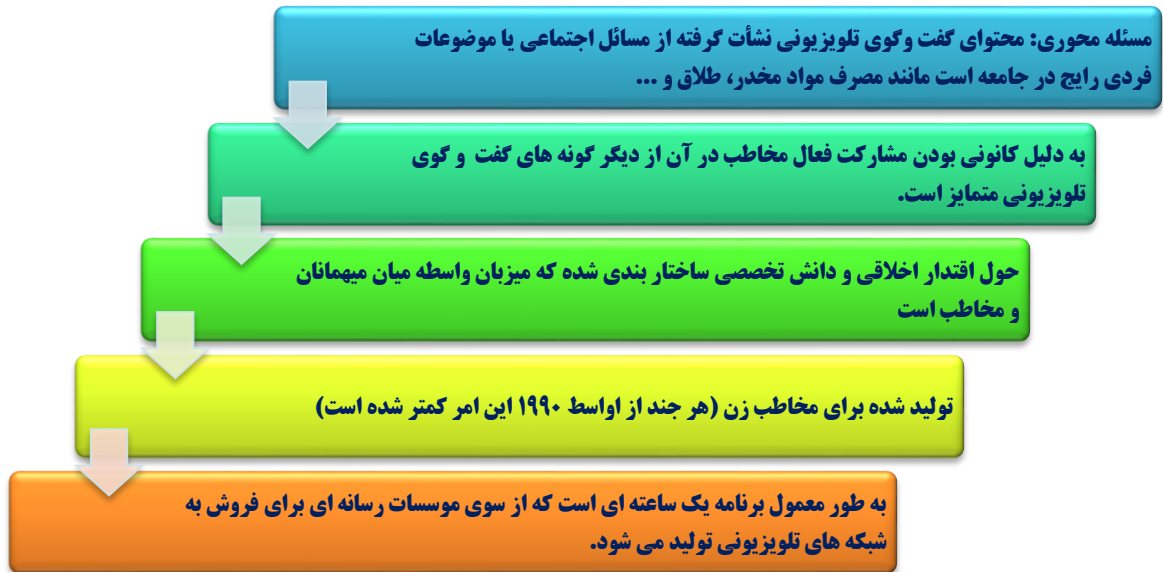 مسئله محوری: محتوای گفت وگوی تلویزیونی نشأت گرفته از مسائل اجتماعی یا موضوعات
فردی رایج در جامعه است مانند مصرف مواد مخدر، طلاق و ...
به دلیل کانونی بودن مشارکت فعال مخاطب در آن از دیگر گونه های گفت و گوی
تلویزیونی متمایز است.
حول اقتدار اخلاقی و دانش تخصصی ساختار بندی شده که میزبان واسطه میان میهمانان
و مخاطب است
تولید شده برای مخاطب زن (هر جند از اواسط ۱۹۹۰ این امر کمتر شده است)
به طور معمول برنامه یک ساعته ای است که از سوی موسسات رسانه ای برای فروش به
شبکه های تلویزیونی تولید می شود.